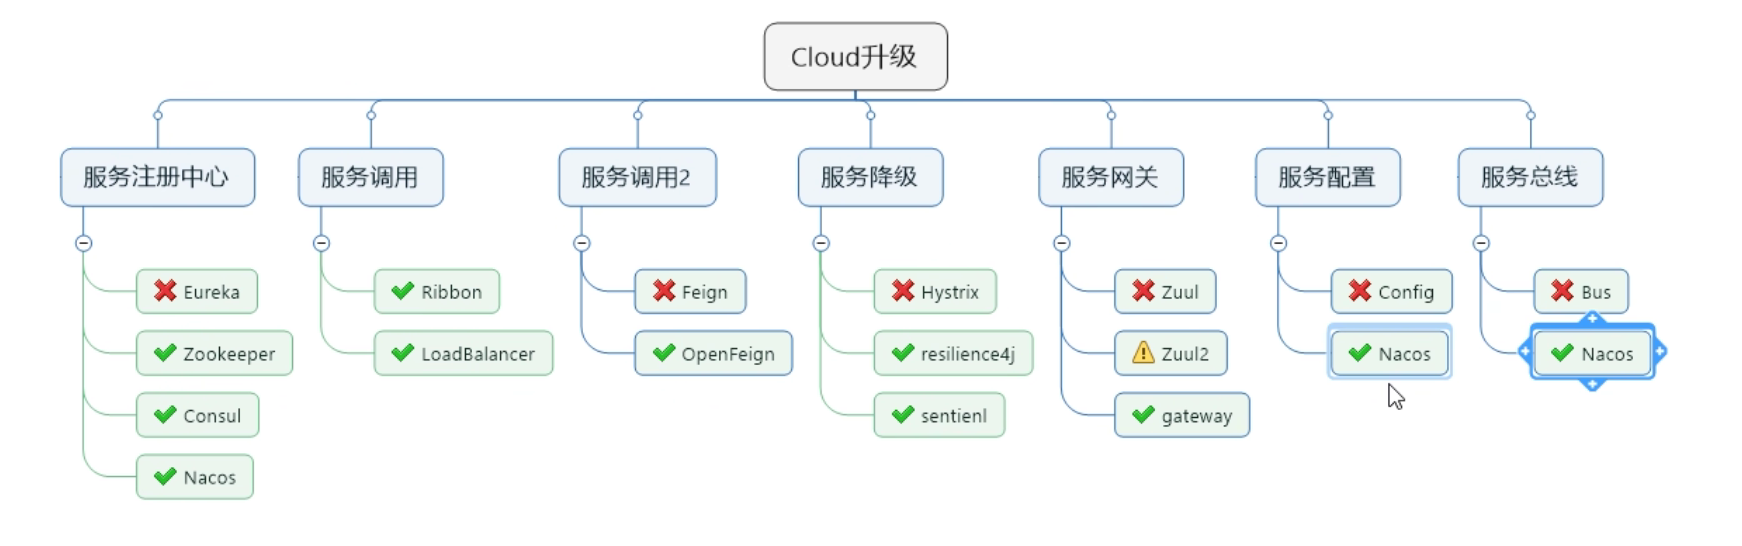 Cloud升级
服务注册中心
Eureka
Zookeeper
Consul
Nacos
服务调用
Ribbon
LoadBalancer
服务调用2
Feign
OpenFeign
服务降级
Hystrix
resilience4j
sentienl
服务网关
Zuul
Zuul2
gateway
服务配置
Config
Nacos
服务总线
Bus
Nacos